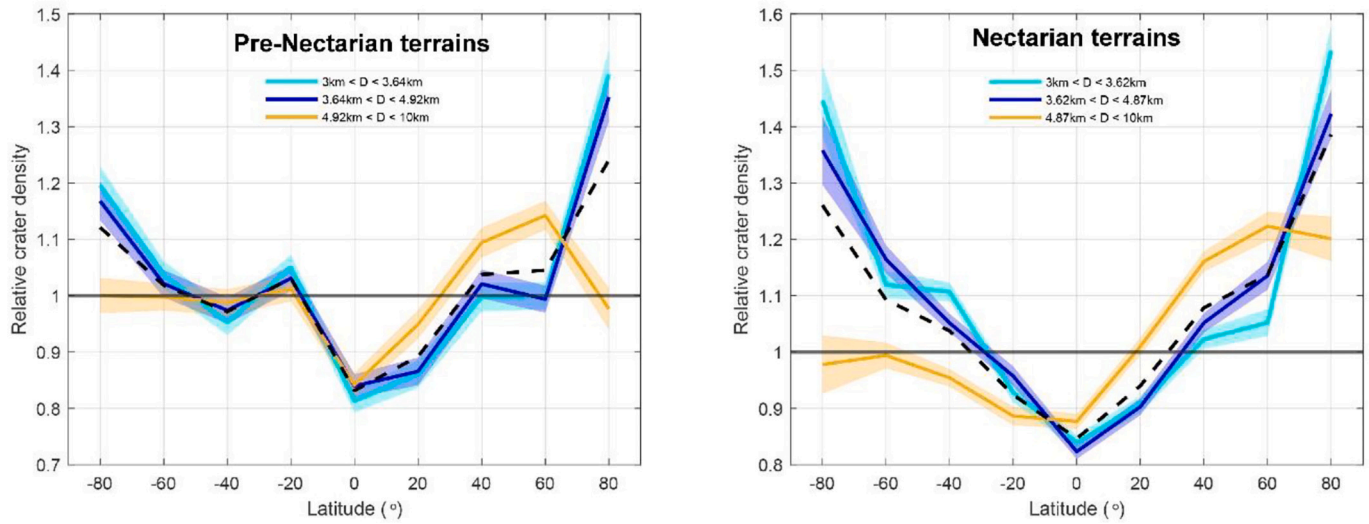 Pre-Nectarian terrains
3km < D < 3.64km
3.64km < D < 4.92km
4.92km < D < 10km
Relative crater density
1.5
1.4
1.3
1.2
1.1
1
0.9
0.8
0.7
-80 -60 -40 -20 0 20 40 60 80
Latitude (°)
Nectarian terrains
3km < D < 3.62km
3.62km < D < 4.87km
4.87km < D < 10km
Relative crater density
1.6
1.5
1.4
1.3
1.2
1.1
1
0.9
0.8
-80 -60 -40 -20 0 20 40 60 80
Latitude (°)